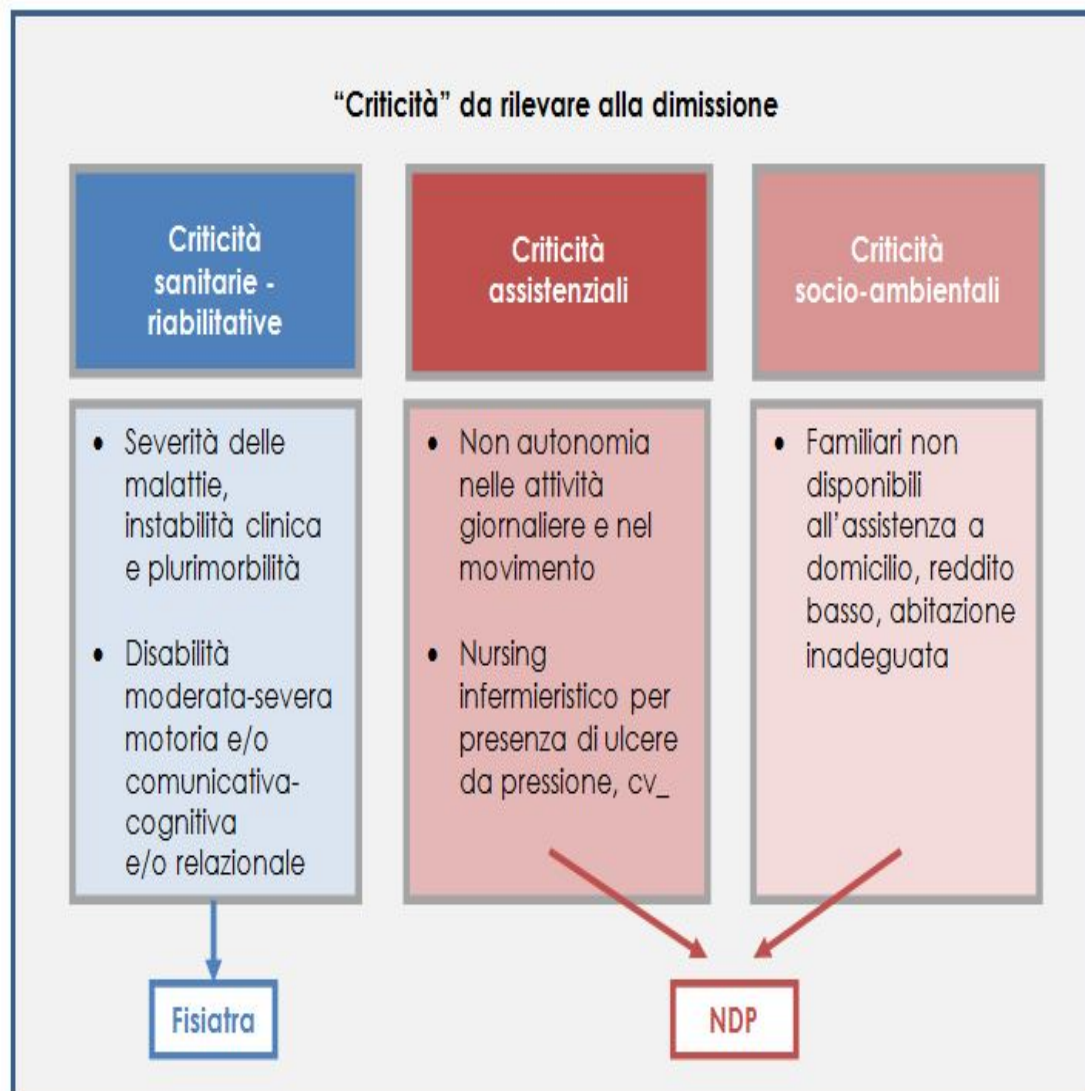 “Criticità” da rilevare alla dimissione
Criticità
sanitarie -
riabilitative
Criticità
assistenziali
Criticità
socio-ambientali
• Severità delle
malattie,
instabilità clinica
e plurimorbilità
• Disabilità
moderata-severa
motoria e/o
comunicativa-
cognitiva
e/o relazionale
• Non autonomia
nelle attività
giornaliere e nel
movimento
• Nursing
infermieristico per
presenza di ulcere
da pressione, cv_
• Familiari non
disponibili
all’assistenza a
domicilio, reddito
basso, abitazione
inadeguata
Fisiatra
NDP